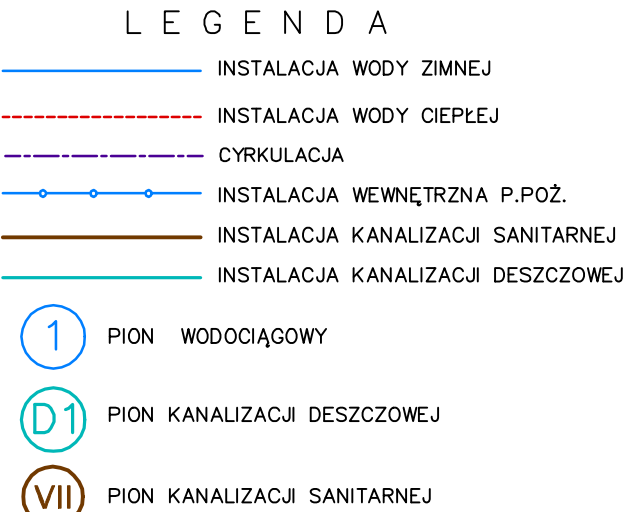 LEGENDA
INSTALACJA WODY ZIMNEJ
INSTALACJA WODY CIEPŁEJ
CYRKULACJA
INSTALACJA WEWNĘTRZNA P.POŻ.
INSTALACJA KANALIZACJI SANITARNEJ
INSTALACJA KANALIZACJI DESZCZOWEJ
1 PION WODOCIĄGOWY
D1 PION KANALIZACJI DESZCZOWEJ
VII PION KANALIZACJI SANITARNEJ